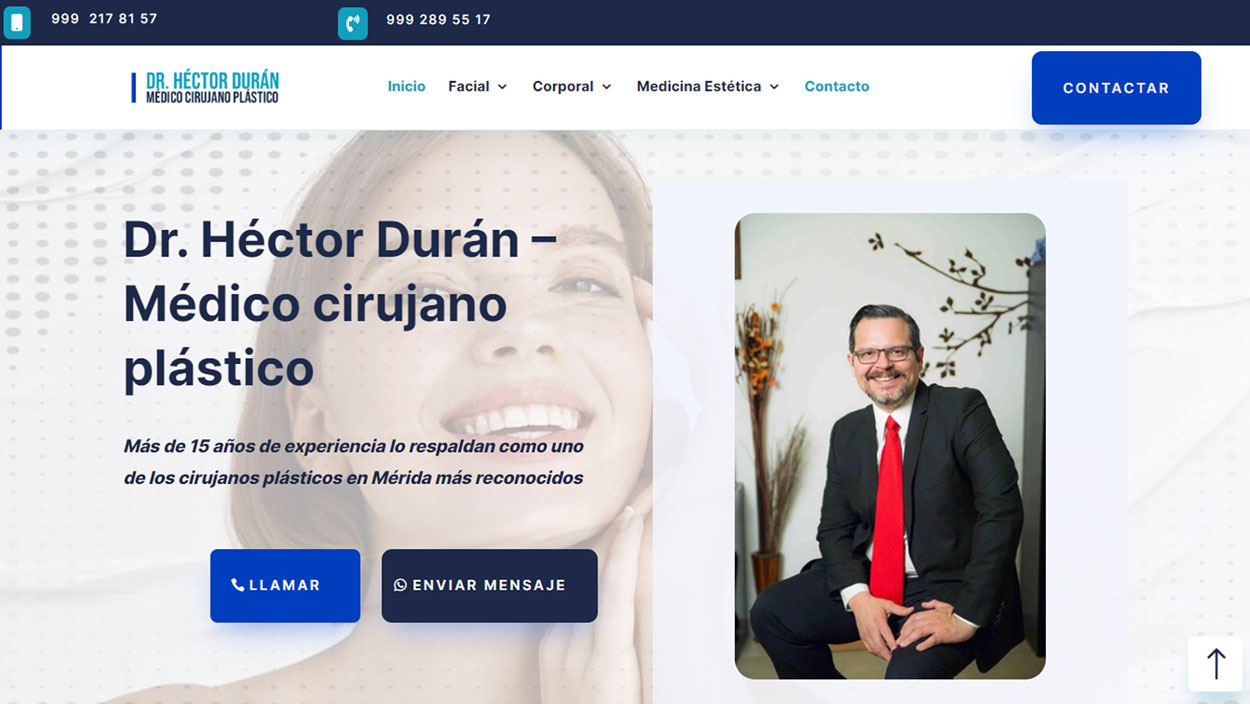 999 217 81 57
999 289 55 17
DR. HÉCTOR DURÁN
MÉDICO CIRUJANO PLÁSTICO
Inicio
Facial
Corporal
Medicina Estética
Contacto
CONTACTAR
Dr. Héctor Durán –
Médico cirujano
plástico
Más de 15 años de experiencia lo respaldan como uno
de los cirujanos plásticos en Mérida más reconocidos
LLAMAR
ENVIAR MENSAJE